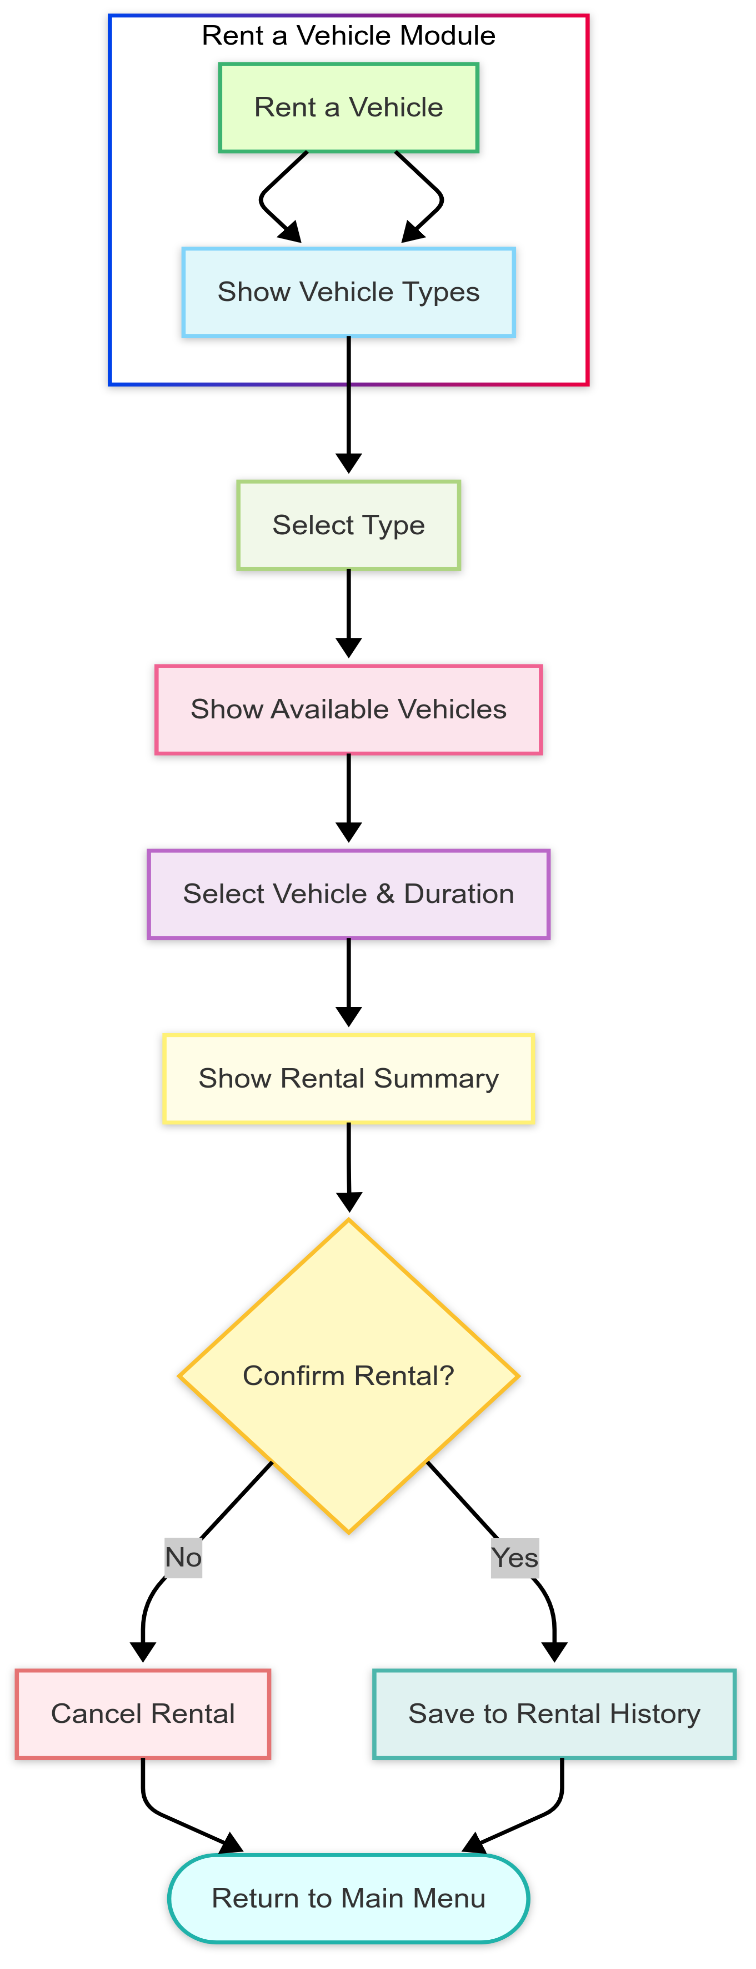 Rent a Vehicle Module
Rent a Vehicle
Show Vehicle Types
Select Type
Show Available Vehicles
Select Vehicle & Duration
Show Rental Summary
Confirm Rental?
No
Yes
Cancel Rental
Save to Rental History
Return to Main Menu